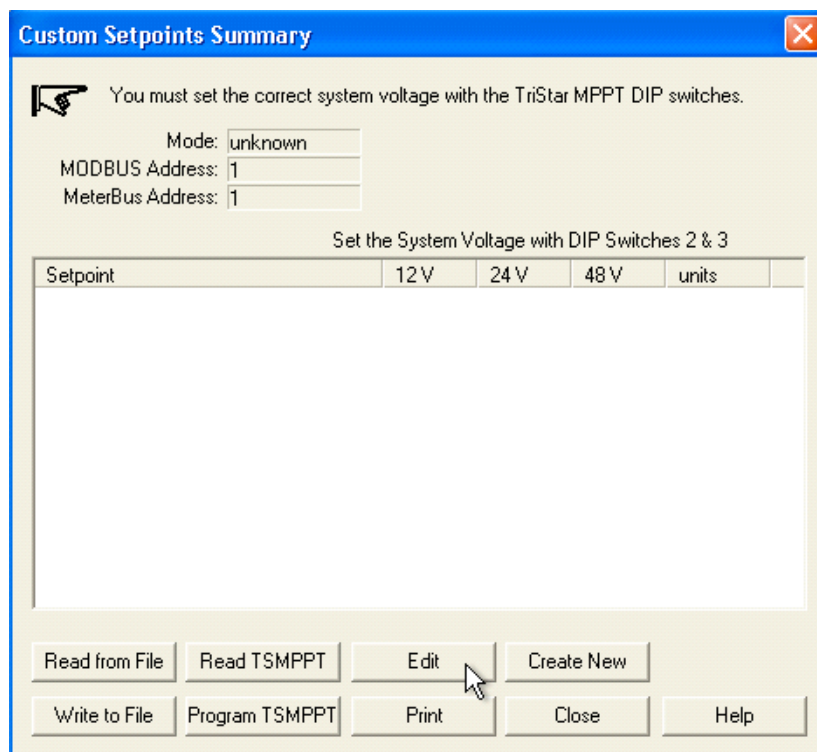 Custom Setpoints Summary
You must set the correct system voltage with the TriStar MPPT DIP switches.
Mode: unknown
MODBUS Address: 1
MeterBus Address: 1
Set the System Voltage with DIP Switches 2 & 3
Setpoint 12 V 24 V 48 V units
Read from File Read TSMPPT Edit Create New
Write to File Program TSMPPT Print Close Help